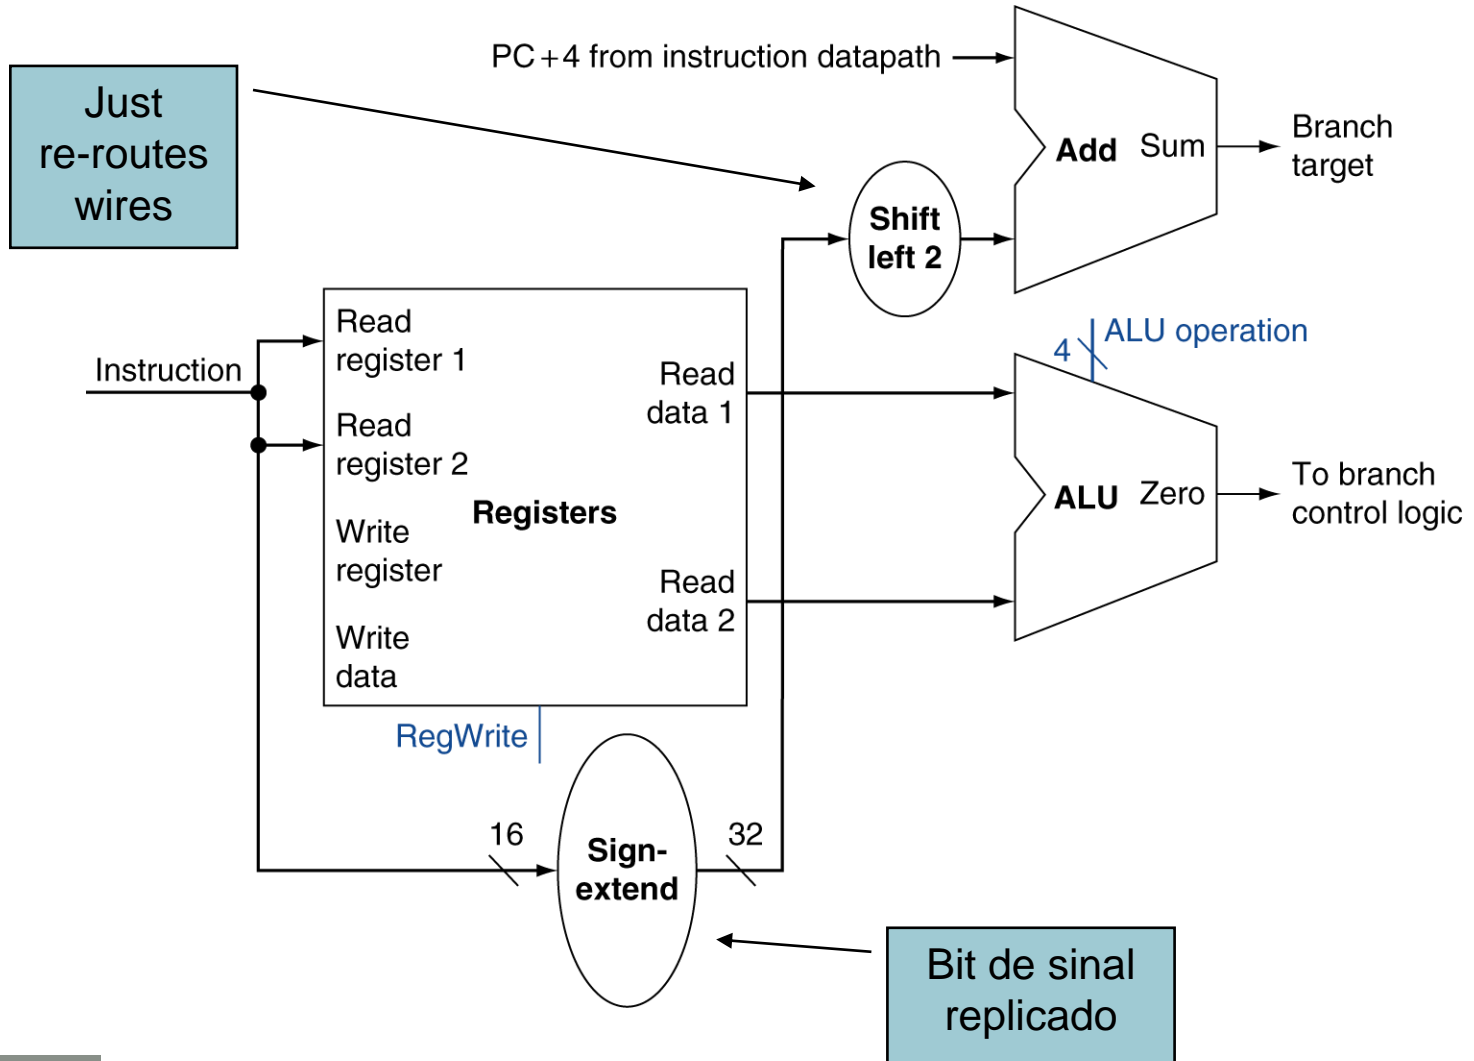 PC+4 from instruction datapath
Just
re-routes
wires
Add Sum
Branch
target
Shift
left 2
Instruction
Read
register 1
Read
register 2
Write
register
Write
data
Registers
Read
data 1
Read
data 2
4
ALU operation
ALU Zero
To branch
control logic
RegWrite
16
Sign-
extend
32
Bit de sinal
replicado